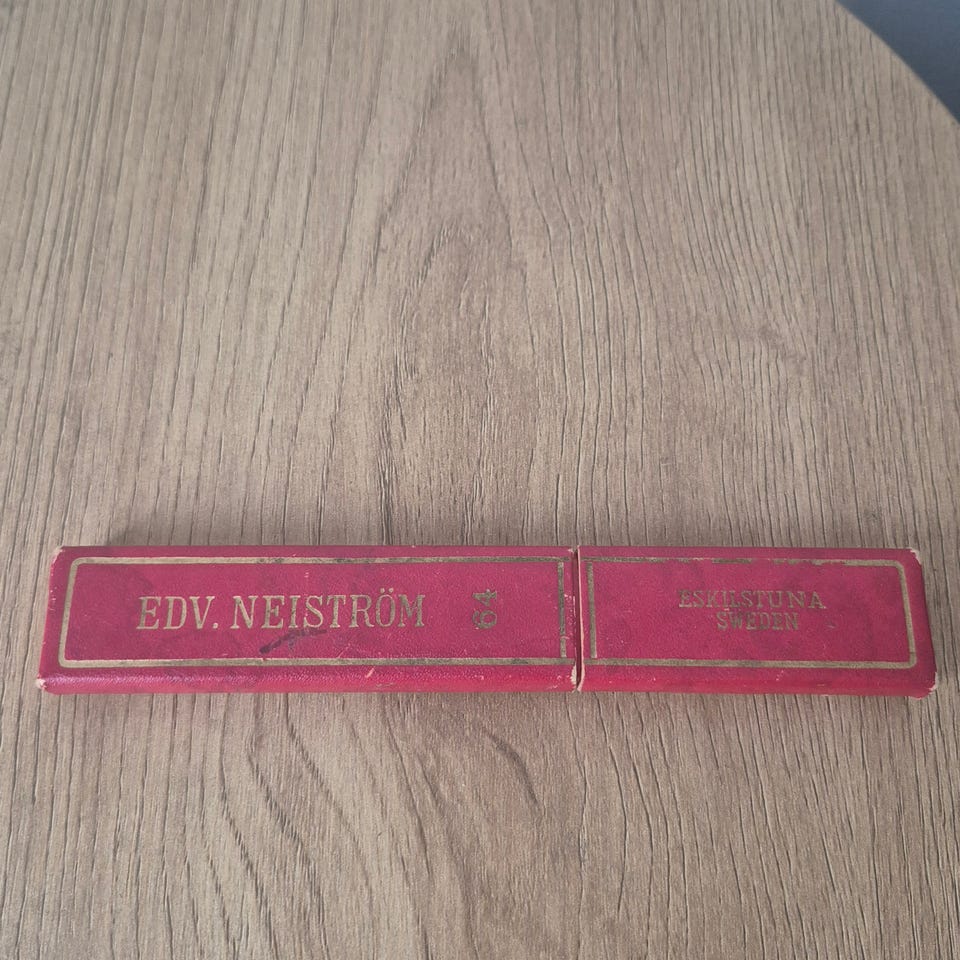 EDV. NEISTRÖM
64
ESKILSTUNA
SWEDEN